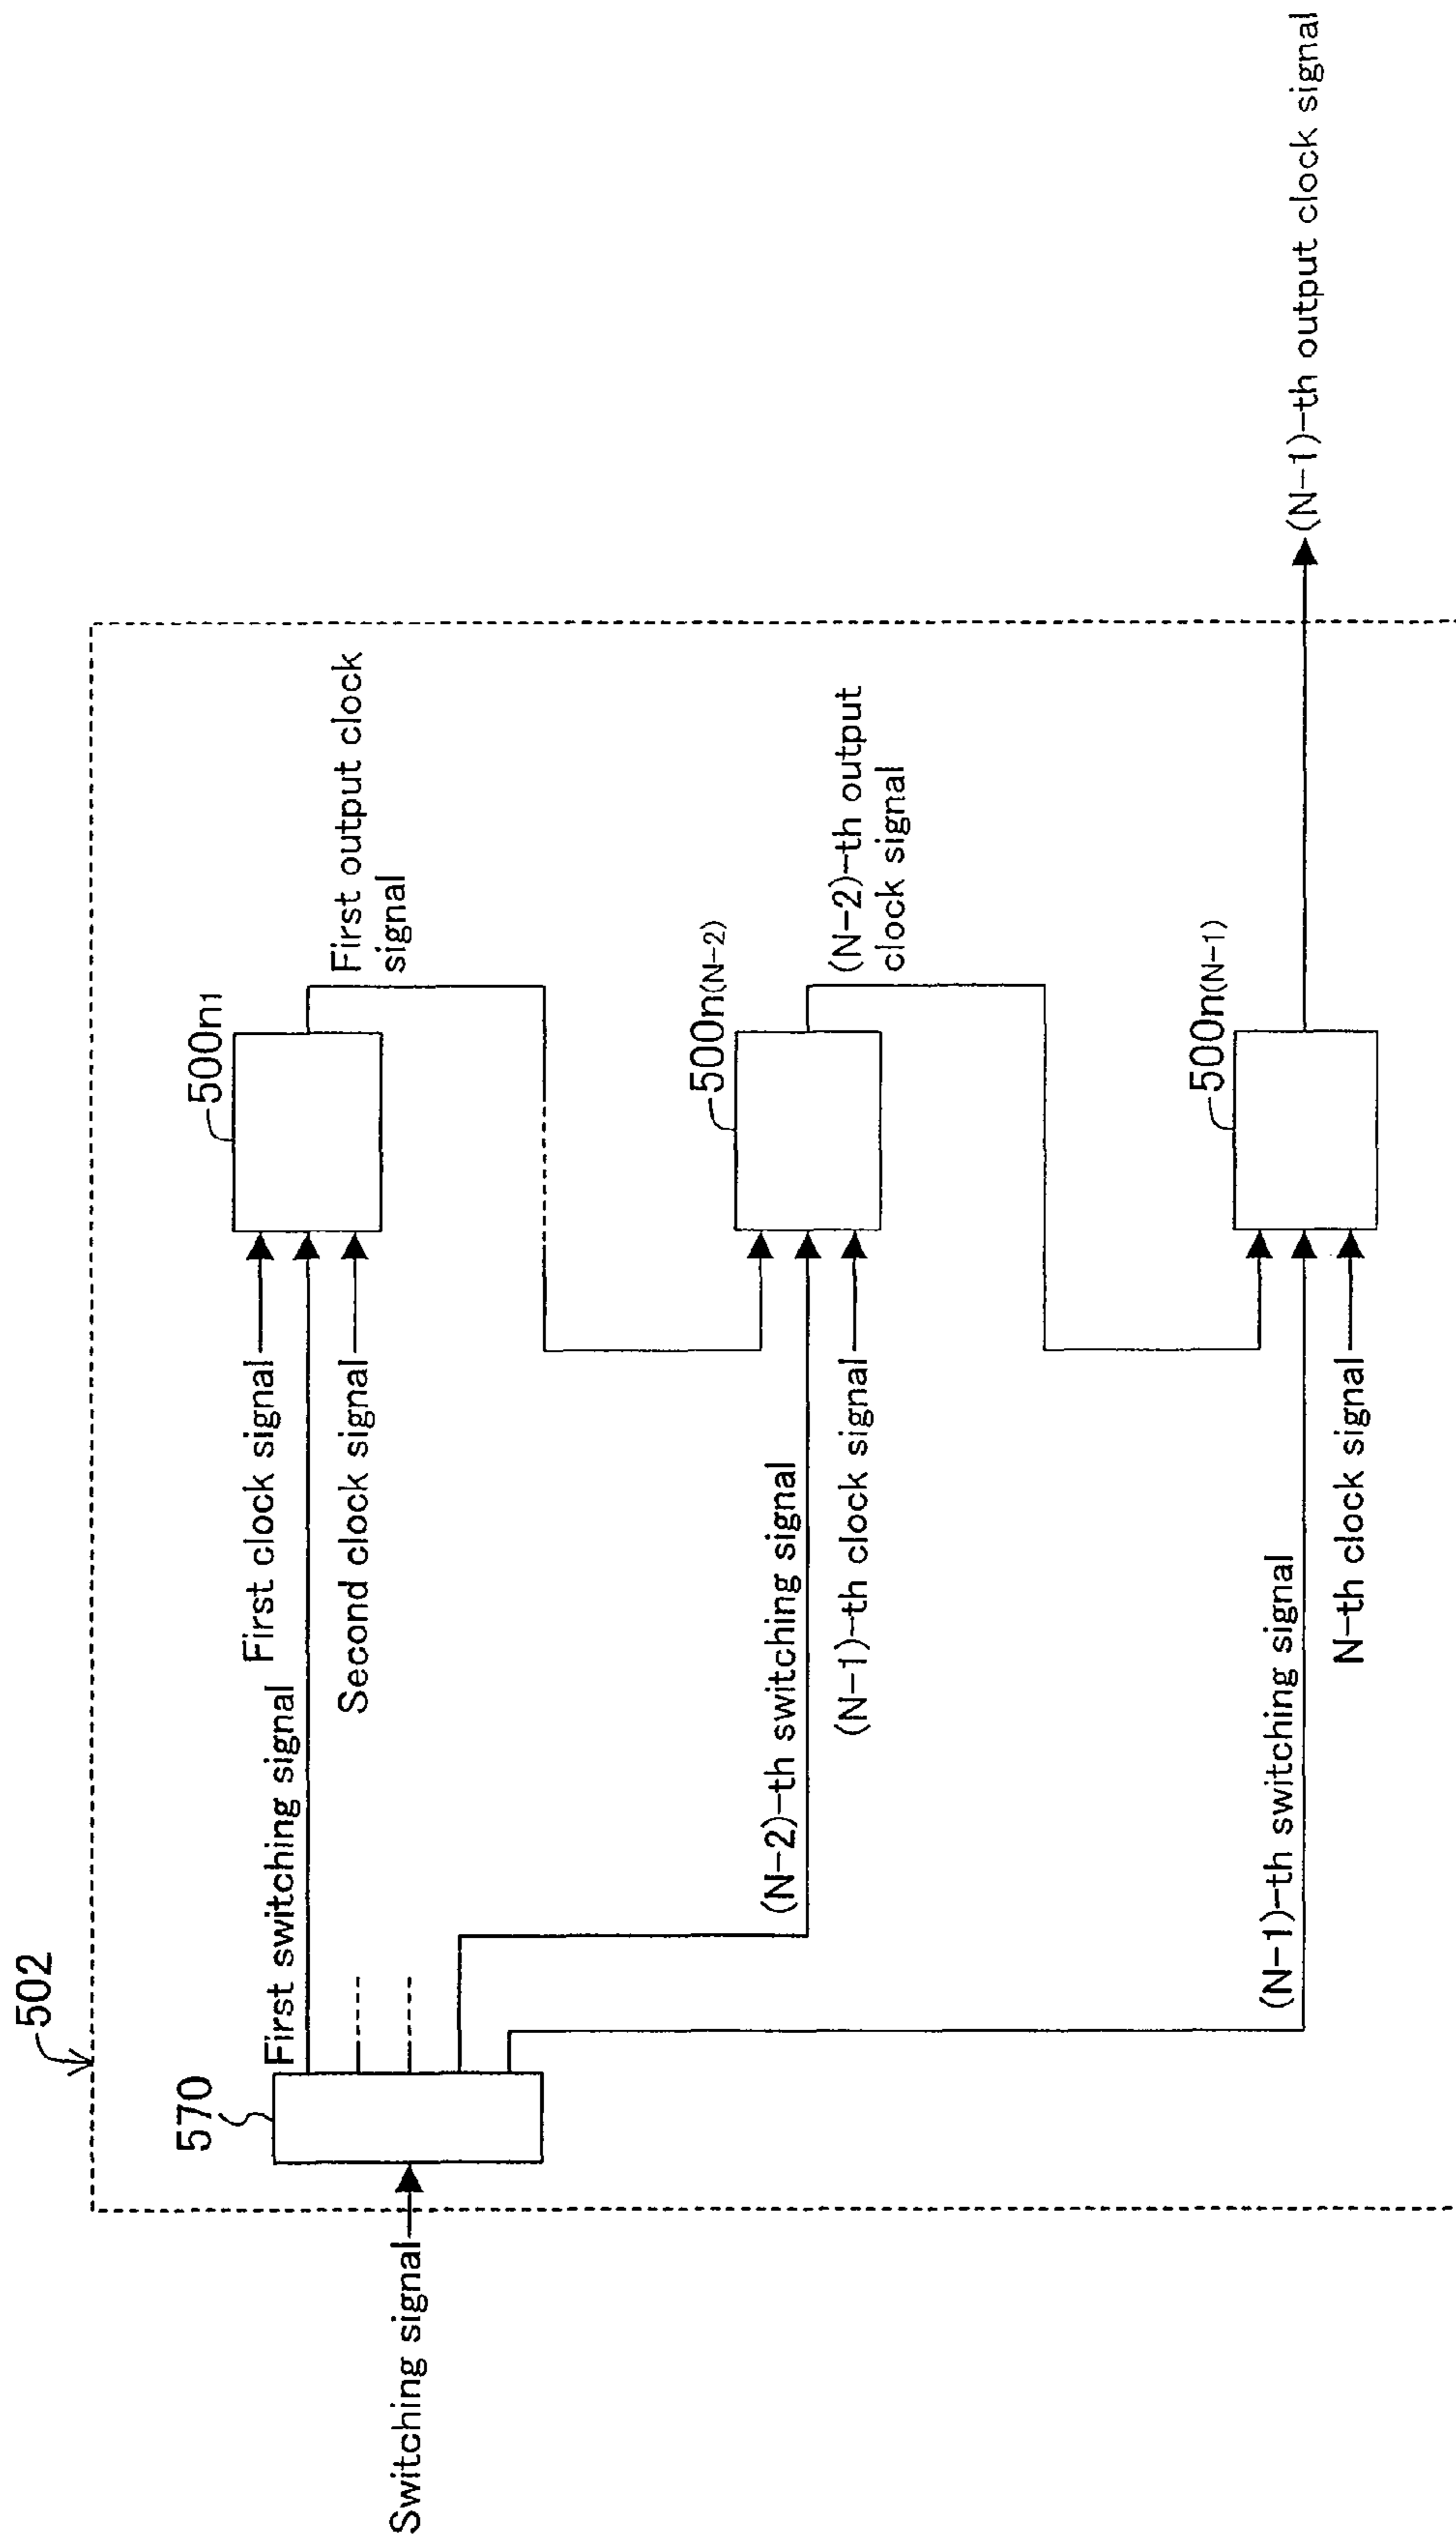 502
570
Switching signal
First switching signal
First clock signal
Second clock signal
500n1
First output clock
signal
(N-2)-th switching signal
(N-1)-th clock signal
500n(N-2)
(N-2)-th output
clock signal
(N-1)-th switching signal
N-th clock signal
500n(N-1)
(N-1)-th output clock signal